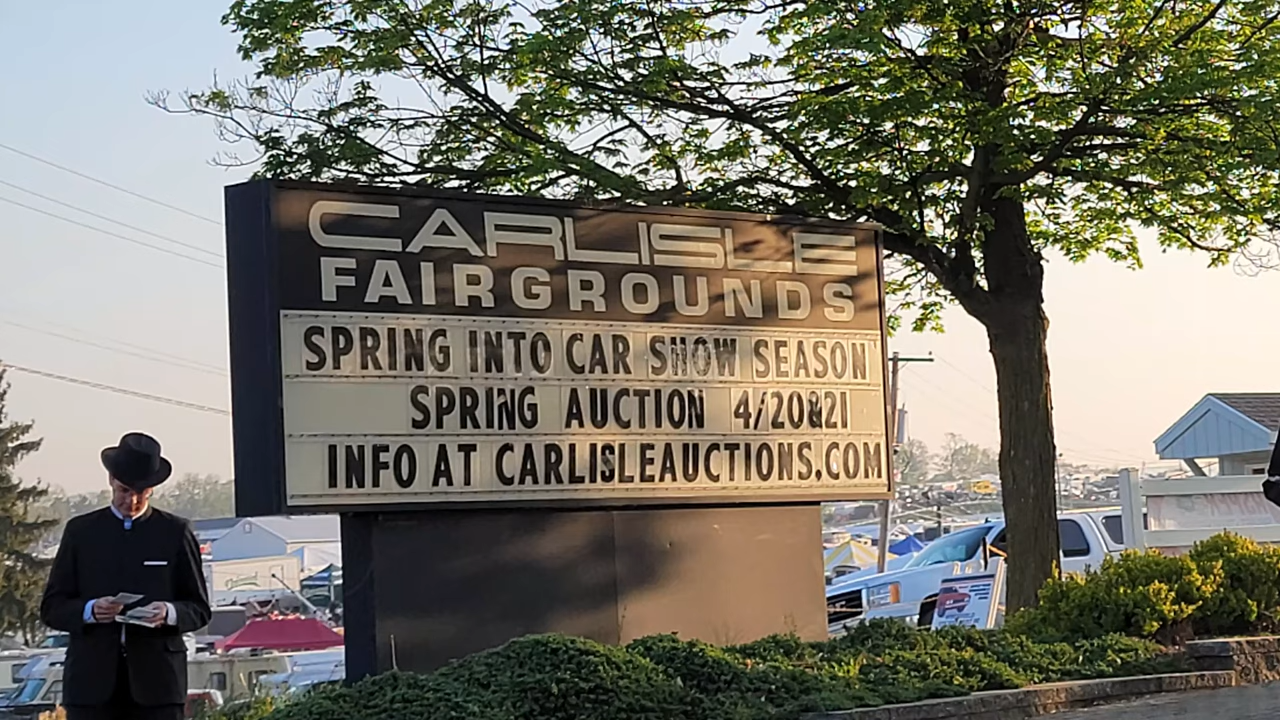 CARLISLE
FAIRGROUNDS
SPRING INTO CAR SHOW SEASON
SPRING AUCTION 4/20&21
INFO AT CARLISLEAUCTIONS.COM